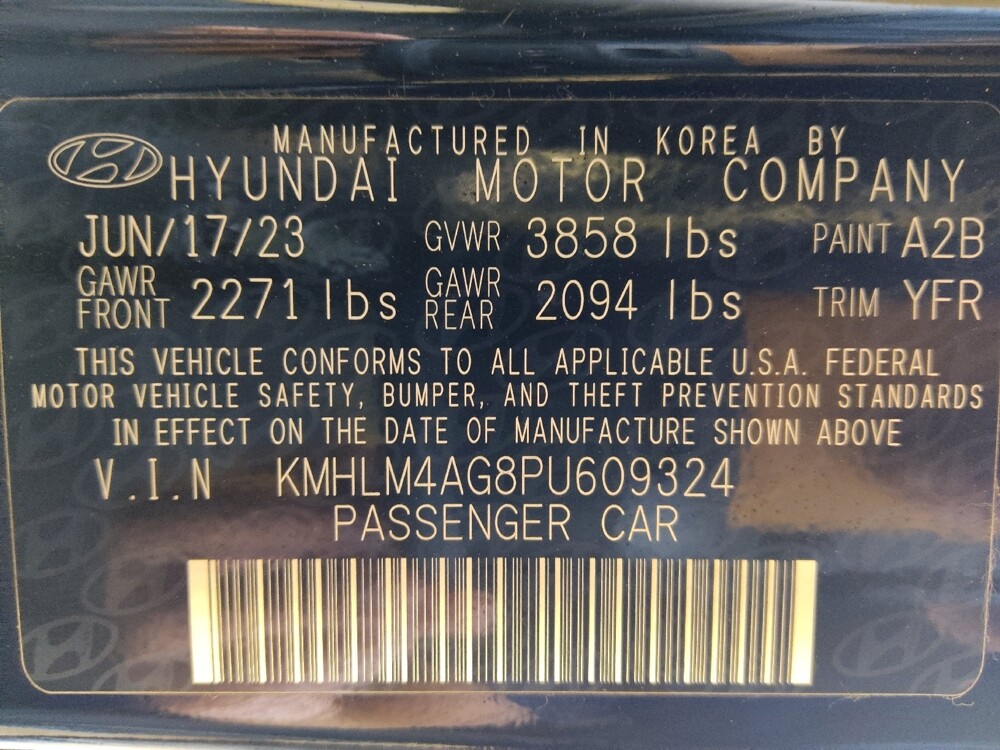 MANUFACTURED IN KOREA BY
HYUNDAI MOTOR COMPANY
JUN/17/23 GVWR 3858 lbs PAINT A2B
GAWR FRONT 2271 lbs GAWR REAR 2094 lbs TRIM YFR
THIS VEHICLE CONFORMS TO ALL APPLICABLE U.S.A. FEDERAL
MOTOR VEHICLE SAFETY, BUMPER, AND THEFT PREVENTION STANDARDS
IN EFFECT ON THE DATE OF MANUFACTURE SHOWN ABOVE
V.I.N KMHLM4AG8PU609324
PASSENGER CAR